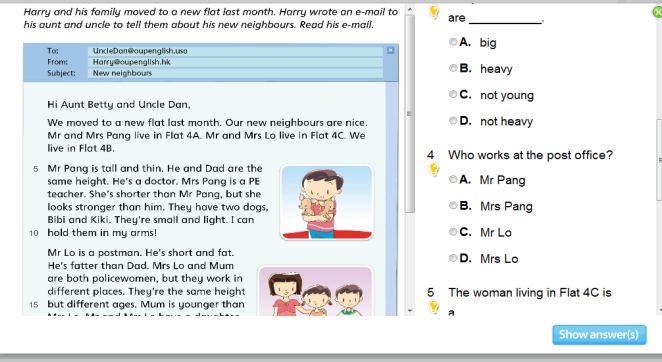 Harry and his family moved to a new flat last month. Harry wrote an e-mail to
his aunt and uncle to tell them about his new neighbours. Read his e-mail.
To: UncleDan@oupenglish.usa
From: Harry@oupenglish.hk
Subject: New neighbours
Hi Aunt Betty and Uncle Dan,
We moved to a new flat last month. Our new neighbours are nice.
Mr and Mrs Pang live in Flat 4A. Mr and Mrs Lo live in Flat 4C. We
live in Flat 4B.
5 Mr Pang is tall and thin. He and Dad are the
same height. He's a doctor. Mrs Pang is a PE
teacher. She's shorter than Mr Pang, but she
looks stronger than him. They have two dogs,
Bibi and Kiki. They're small and light. I can
10 hold them in my arms!
Mr Lo is a postman. He's short and fat.
He's fatter than Dad. Mrs Lo and Mum
are both policewomen, but they work in
different places. They're the same height
15 but different ages. Mum is younger than
are ____________.
A. big
B. heavy
C. not young
D. not heavy
4 Who works at the post office?
A. Mr Pang
B. Mrs Pang
C. Mr Lo
D. Mrs Lo
5 The woman living in Flat 4C is
a
Show answer(s)